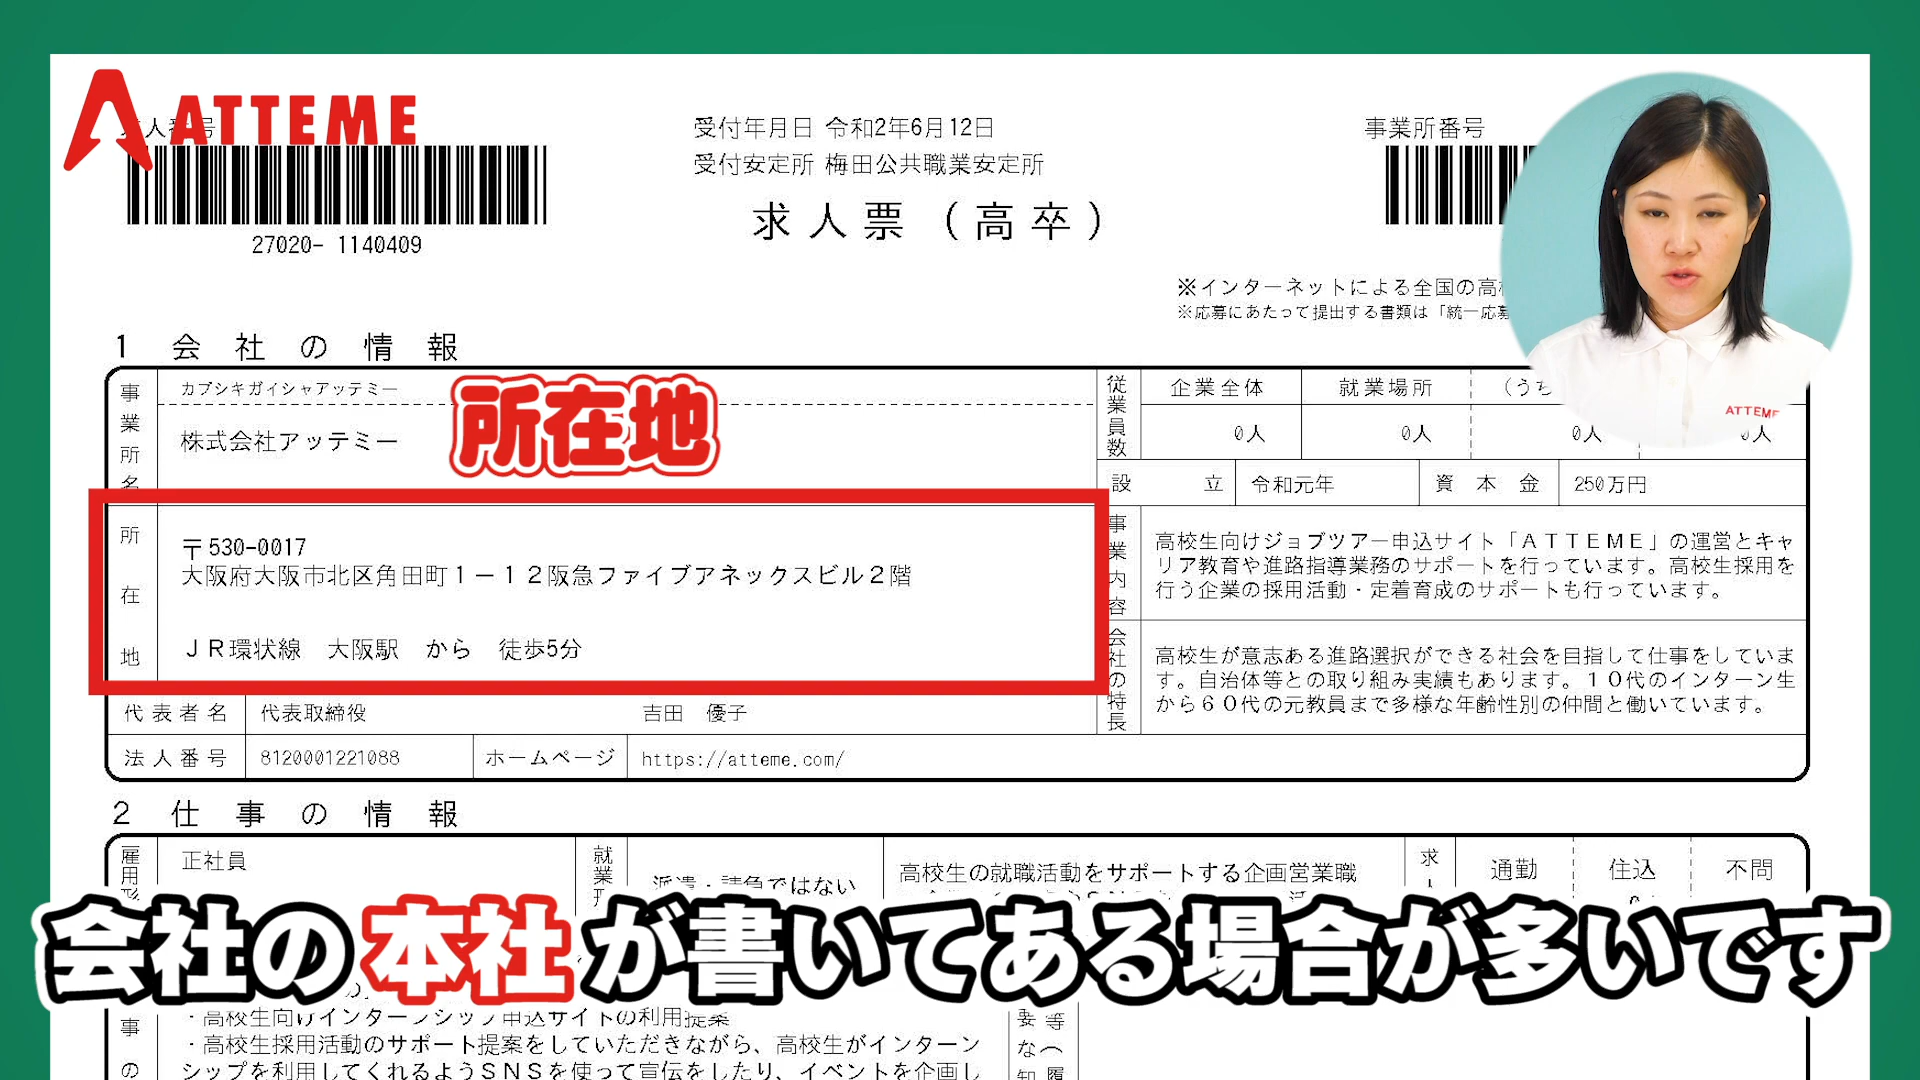 ATTEME
求人番号
27020- 1140409
受付年月日 令和2年6月12日
受付安定所 梅田公共職業安定所
求人票（高卒）
事業所番号
※インターネットによる全国の高校
※応募にあたって提出する書類は「統一応募
1 会社の情報
事業所名
カブシキガイシャアッテミー
株式会社アッテミー
所在地
所在地
〒530-0017
大阪府大阪市北区角田町１－１２阪急ファイブアネックスビル２階
ＪＲ環状線 大阪駅 から 徒歩5分
代表者名 代表取締役 吉田 優子
法人番号 8120001221088 ホームページ https://atteme.com/
従業員数
企業全体 就業場所 （うち
0人 0人 0人 0人
設立 令和元年 資本金 250万円
事業内容
高校生向けジョブツアー申込サイト「ＡＴＴＥＭＥ」の運営とキャ
リア教育や進路指導業務のサポートを行っています。高校生採用を
行う企業の採用活動・定着育成のサポートも行っています。
会社の特長
高校生が意志ある進路選択ができる社会を目指して仕事をしていま
す。自治体等との取り組み実績もあります。１０代のインターン生
から６０代の元教員まで多様な年齢性別の仲間と働いています。
ATTEME
2 仕事の情報
雇用形
正社員
就業形
派遣・請負ではない
高校生の就職活動をサポートする企画営業職
求人
通勤 住込 不問
会社の本社が書いてある場合が多いです
事の
・高校生向けインターンシップ申込サイトの利用提案
・高校生採用活動のサポート提案をしていただきながら、高校生がインターン
シップを利用してくれるようＳＮＳを使って宣伝をしたり、イベントを企画し